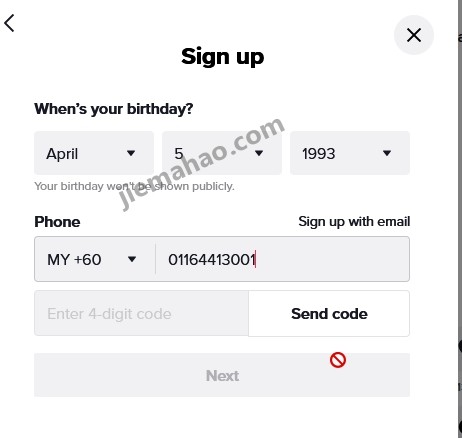 Sign up
When's your birthday?
April 5 1993
Your birthday won't be shown publicly.
jiemahao.com
Phone Sign up with email
MY +60 01164413001
Enter 4-digit code Send code
Next